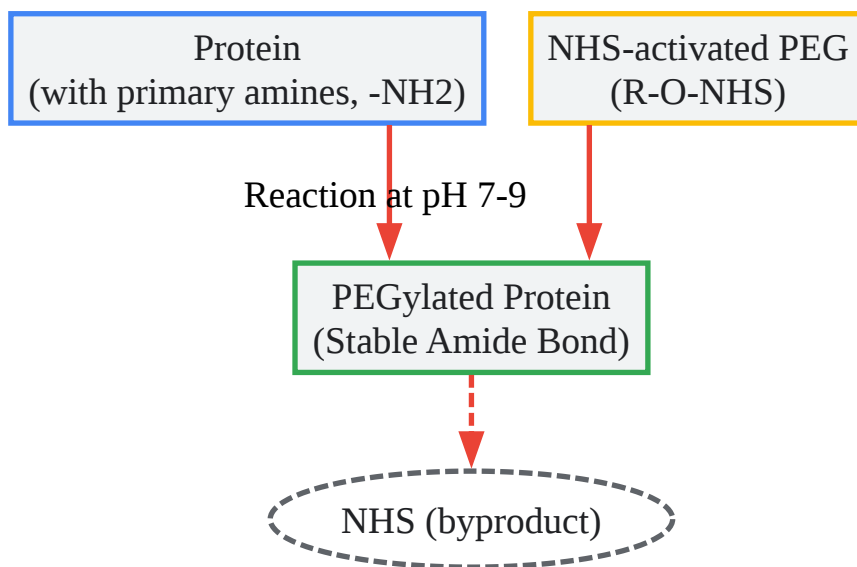 Protein
(with primary amines, -NH2)
NHS-activated PEG
(R-O-NHS)
Reaction at pH 7-9
PEGylated Protein
(Stable Amide Bond)
NHS (byproduct)